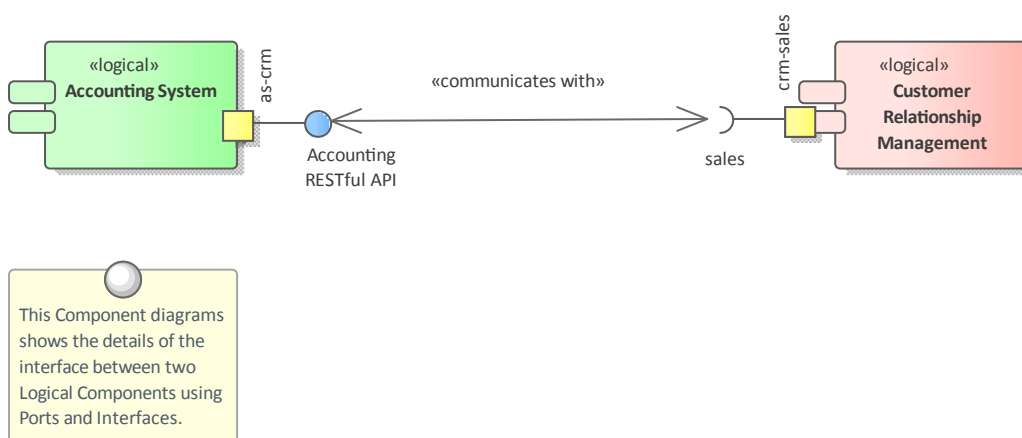 «logical»
Accounting System
as-crm
«communicates with»
Accounting
RESTful API
sales
crm-sales
«logical»
Customer
Relationship
Management
This Component diagrams
shows the details of the
interface between two
Logical Components using
Ports and Interfaces.